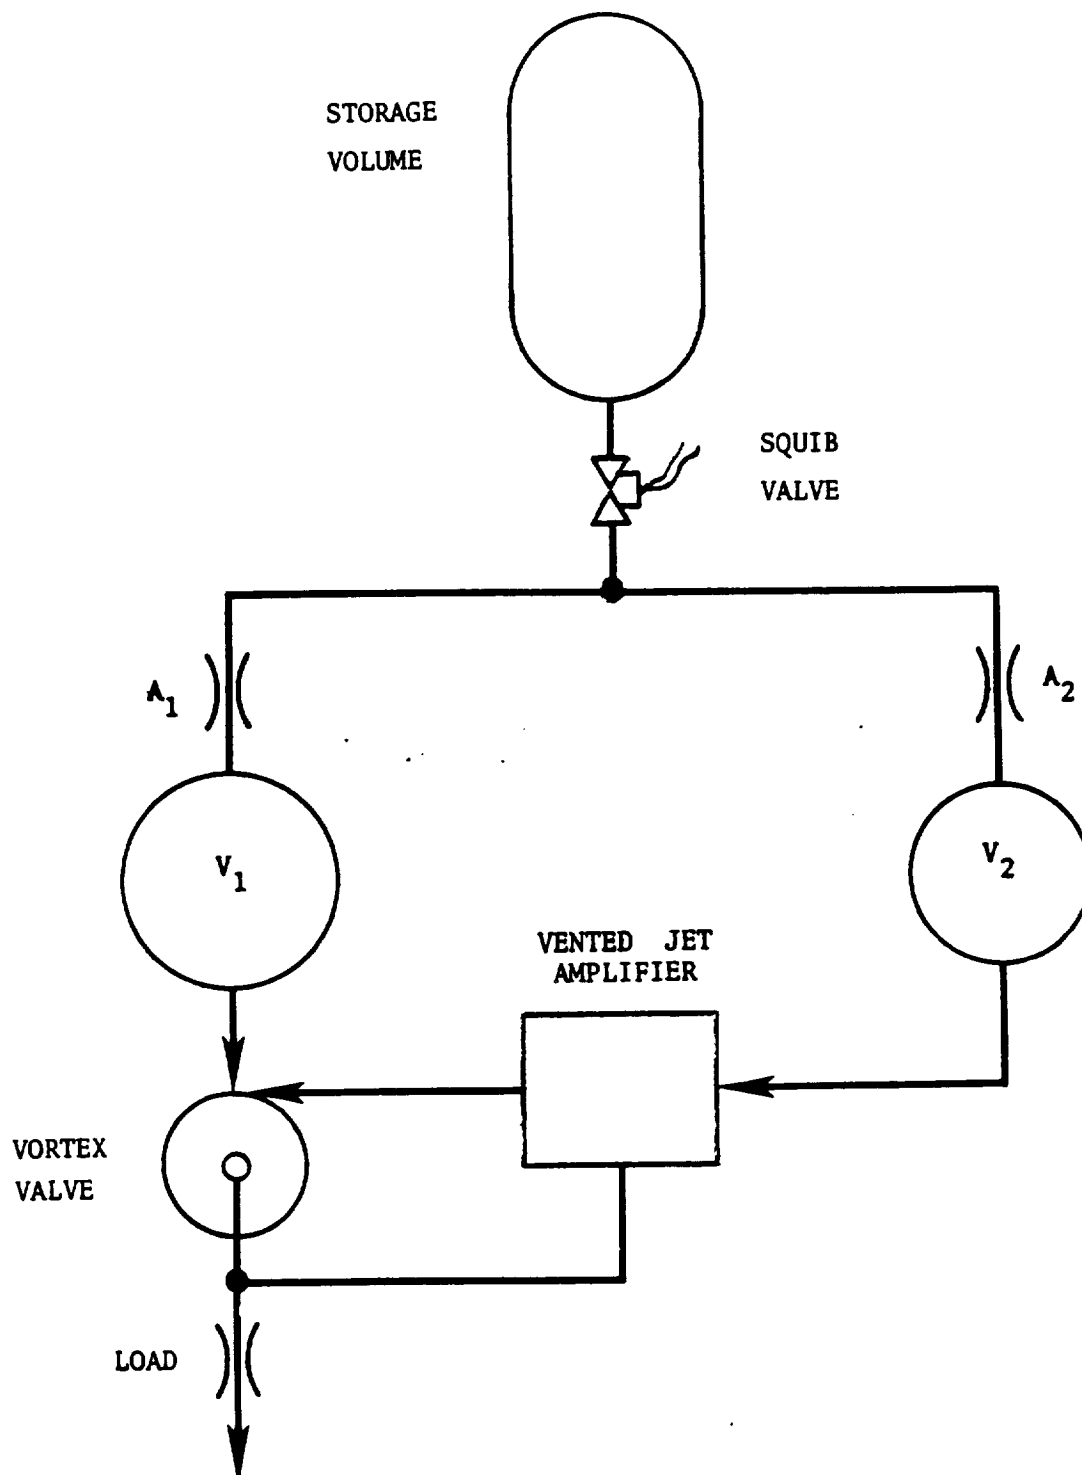 STORAGE
VOLUME
SQUIB
VALVE
A1
A2
V1
V2
VENTED JET
AMPLIFIER
VORTEX
VALVE
LOAD